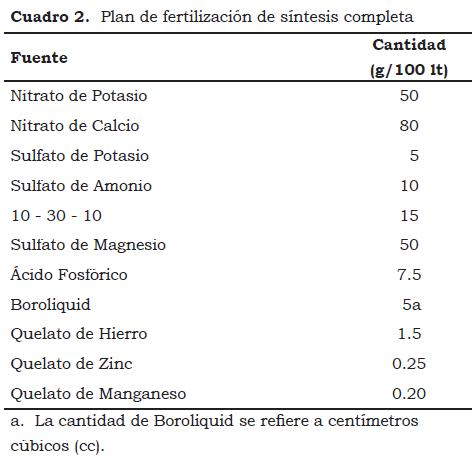 Cuadro 2. Plan de fertilización de síntesis completa
Fuente Cantidad (g/100 lt)
Nitrato de Potasio 50
Nitrato de Calcio 80
Sulfato de Potasio 5
Sulfato de Amonio 10
10 - 30 - 10 15
Sulfato de Magnesio 50
Ácido Fosförico 7.5
Boroliquid 5a
Quelato de Hierro 1.5
Quelato de Zinc 0.25
Quelato de Manganeso 0.20
a. La cantidad de Boroliquid se refiere a centímetros
cúbicos (cc).